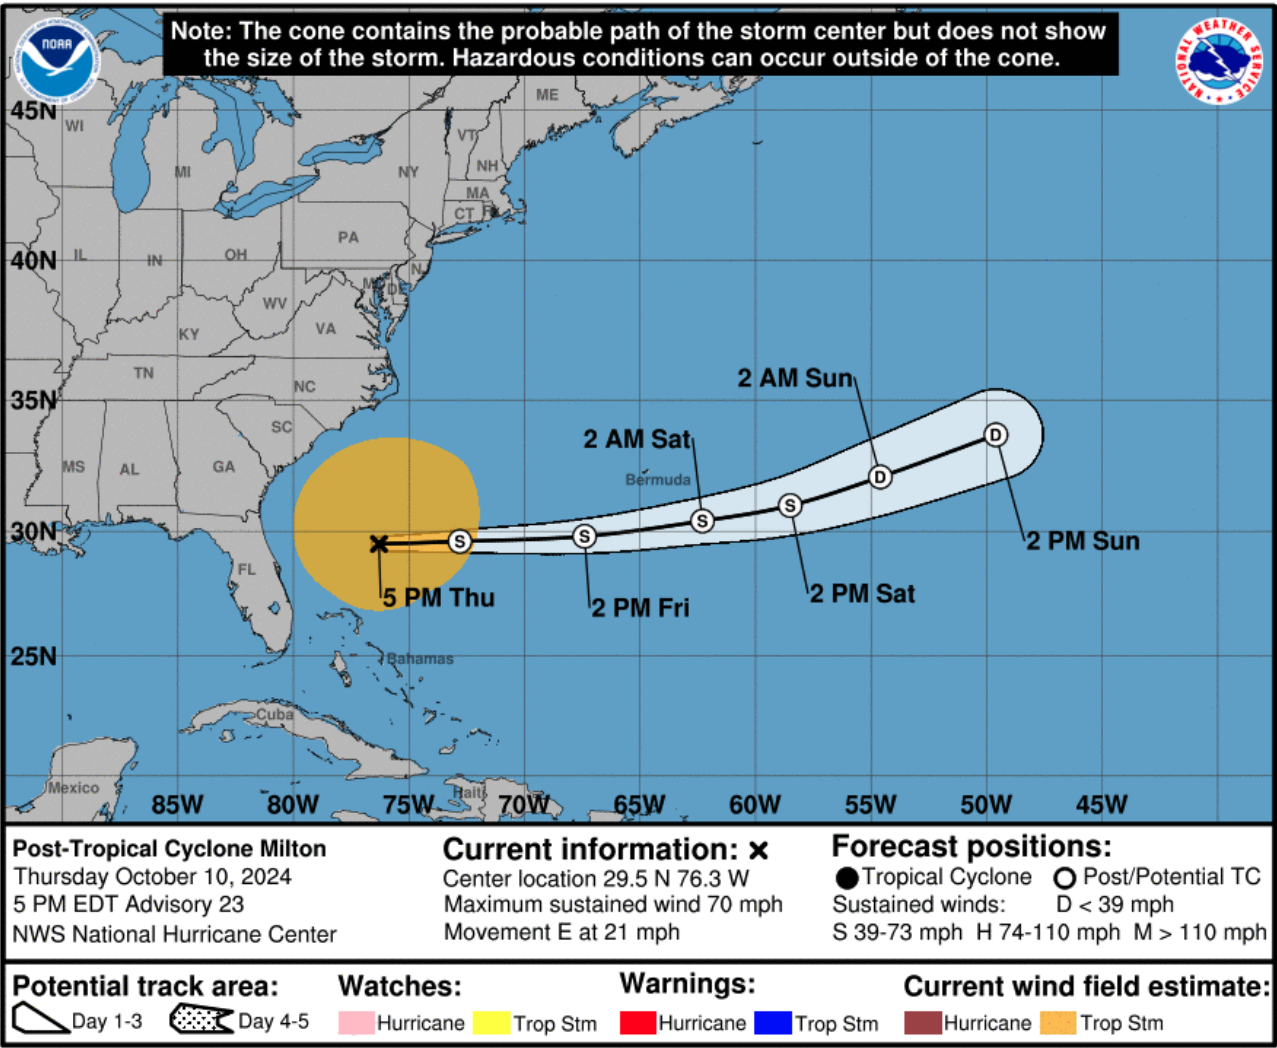 Note: The cone contains the probable path of the storm center but does not show
the size of the storm. Hazardous conditions can occur outside of the cone.
NOAA
NATIONAL WEATHER SERVICE
45N
40N
35N
30N
25N
WI
MI
IL
IN
OH
PA
NY
VT
NH
ME
MA
CT
NJ
DE
WV
VA
KY
TN
NC
SC
MS
AL
GA
FL
Bermuda
Bahamas
Cuba
Mexico
Haiti
2 AM Sun
2 AM Sat
2 PM Sun
2 PM Sat
2 PM Fri
5 PM Thu
S
S
S
S
D
D
85W
80W
75W
70W
65W
60W
55W
50W
45W
Post-Tropical Cyclone Milton
Thursday October 10, 2024
5 PM EDT Advisory 23
NWS National Hurricane Center
Current information: x
Center location 29.5 N 76.3 W
Maximum sustained wind 70 mph
Movement E at 21 mph
Forecast positions:
Tropical Cyclone Post/Potential TC
Sustained winds: D < 39 mph
S 39-73 mph H 74-110 mph M > 110 mph
Potential track area:
Day 1-3 Day 4-5
Watches:
Hurricane Trop Stm
Warnings:
Hurricane Trop Stm
Current wind field estimate:
Hurricane Trop Stm